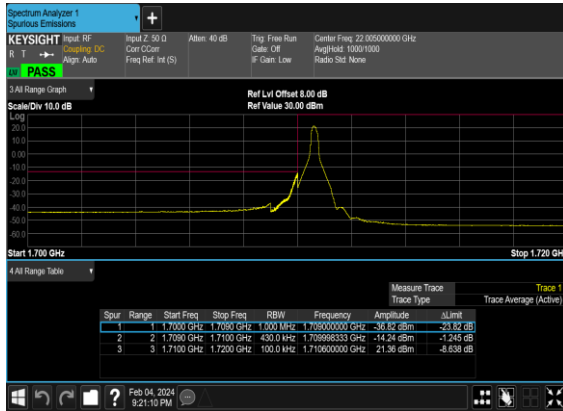 Spectrum Analyzer 1
Spurious Emissions
KEYSIGHT Input: RF Input Z: 50 Ω Atten: 40 dB Trig: Free Run Center Freq: 22.005000000 GHz
R T Coupling: DC Corr CCorr Gate: Off Avg|Hold: 1000/1000
Align: Auto Freq Ref: Int (S) IF Gain: Low Radio Std: None
PASS
3 All Range Graph
Ref Lvl Offset 8.00 dB
Scale/Div 10.0 dB Ref Value 30.00 dBm
Log
20.0
10.0
0.00
-10.0
-20.0
-30.0
-40.0
-50.0
-60.0
Start 1.700 GHz Stop 1.720 GH
4 All Range Table
Measure Trace Trace 1
Trace Type Trace Average (Active)
Spur Range Start Freq Stop Freq RBW Frequency Amplitude ΔLimit
1 1 1.7000 GHz 1.7090 GHz 1.000 MHz 1.709000000 GHz -36.82 dBm -23.82 dB
2 2 1.7090 GHz 1.7100 GHz 430.0 kHz 1.709998333 GHz -14.24 dBm -1.245 dB
3 3 1.7100 GHz 1.7200 GHz 100.0 kHz 1.710600000 GHz 21.36 dBm -8.638 dB
? Feb 04, 2024
9:21:10 PM